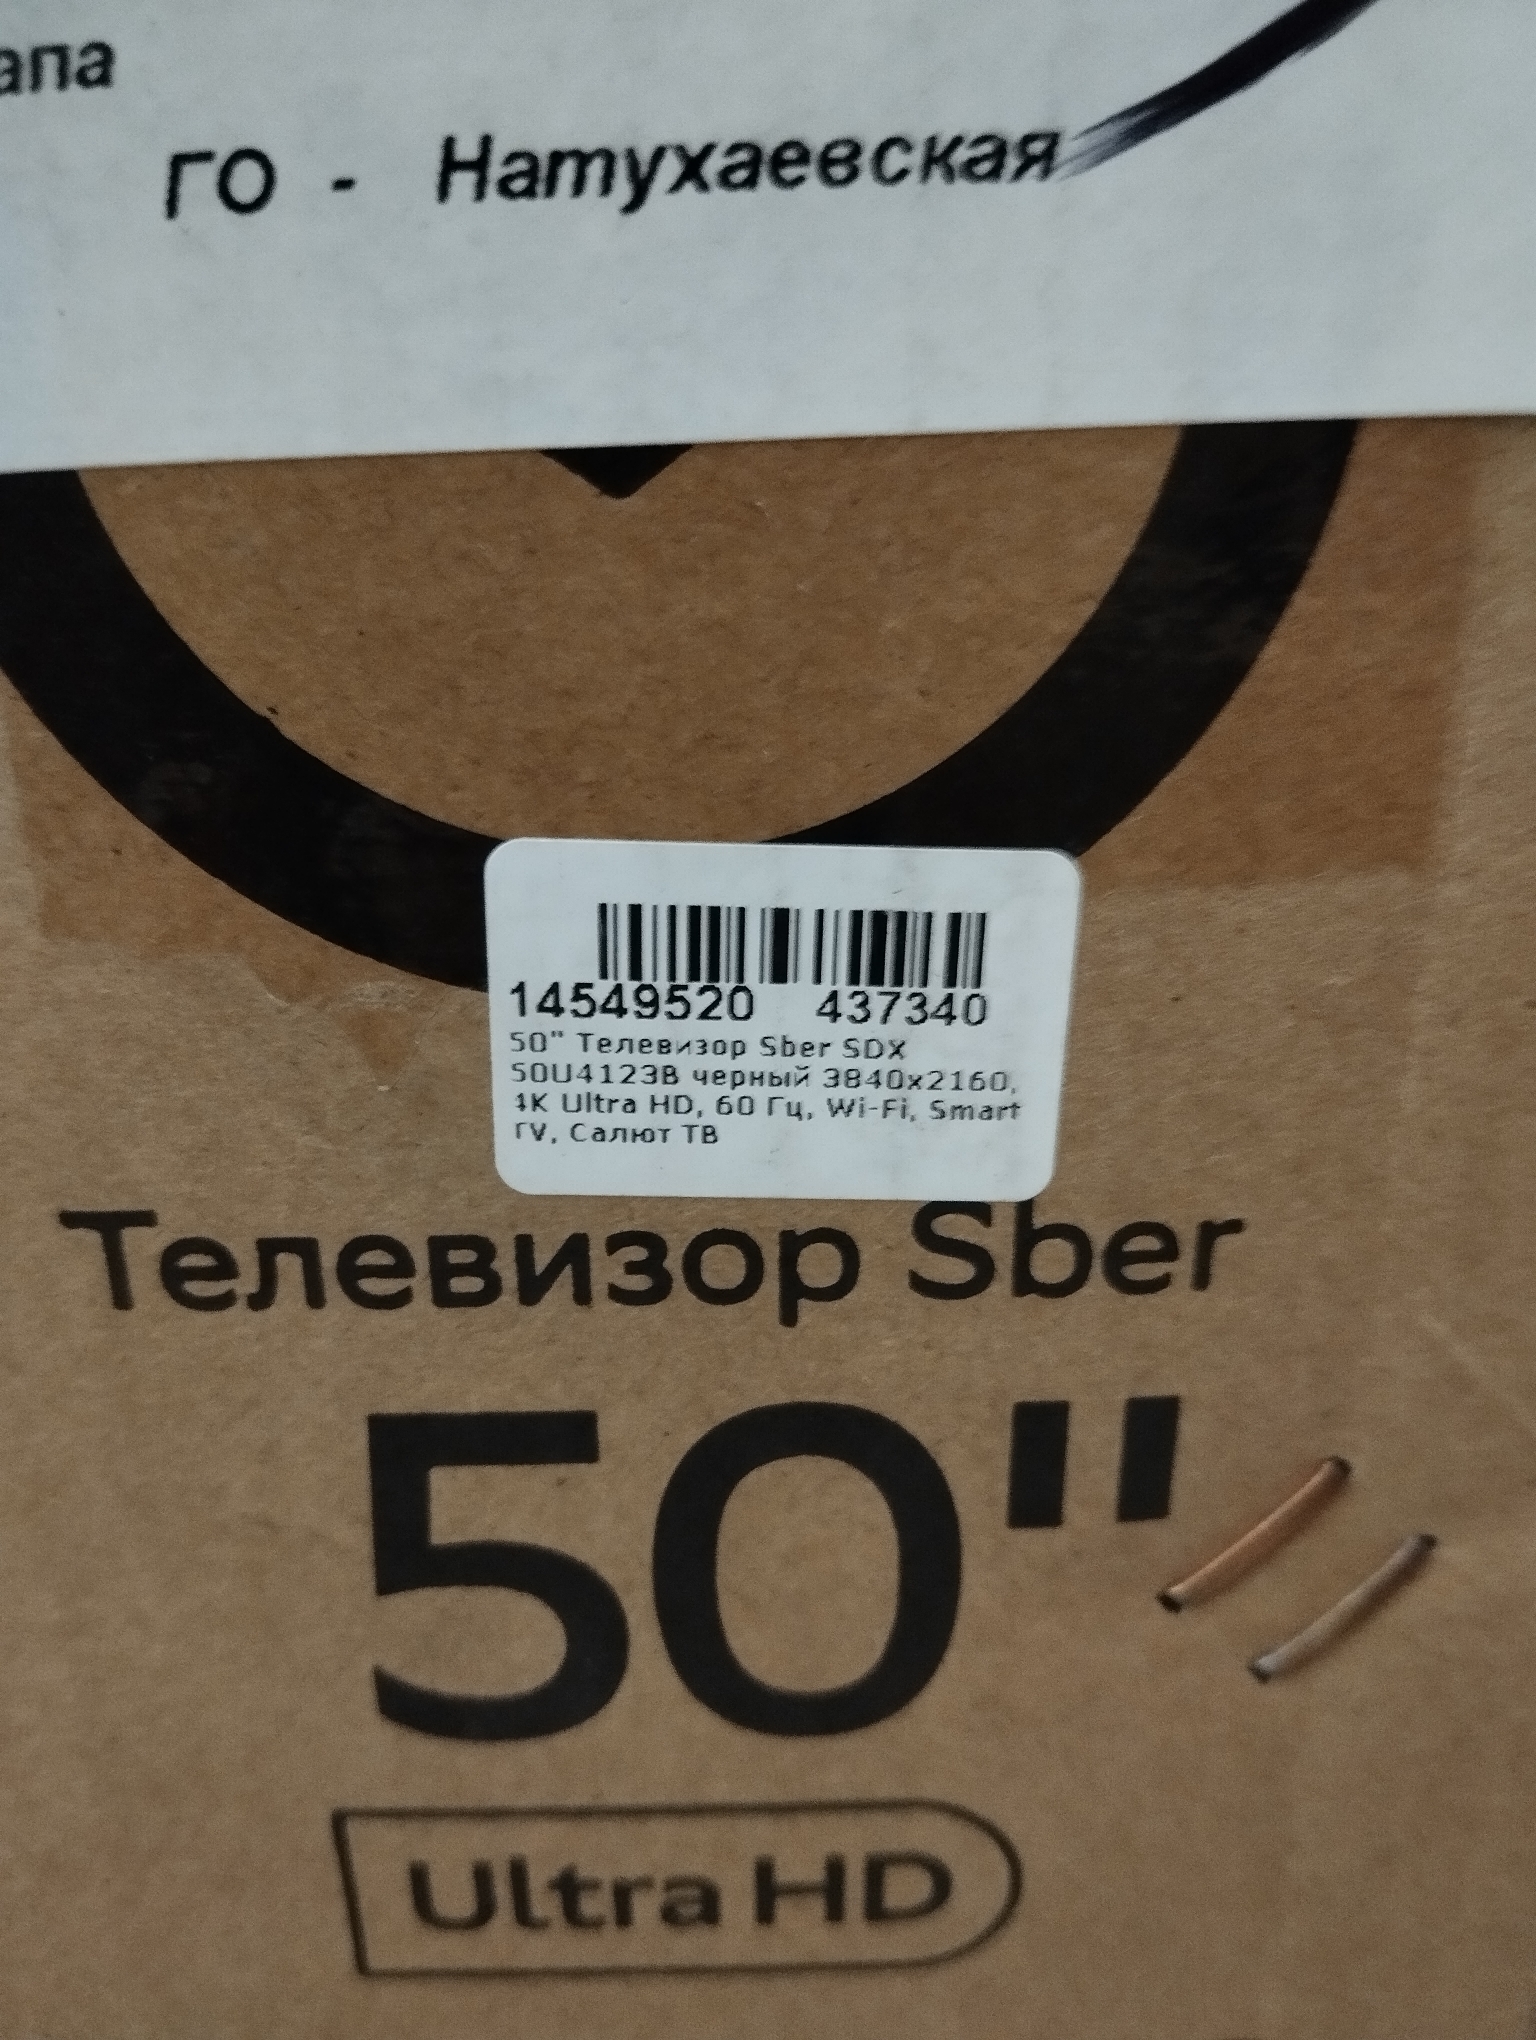 апа
ГО - Натухаевская
14549520 437340
50" Телевизор Sber SDX
50U4123B черный 3840x2160,
4K Ultra HD, 60 Гц, Wi-Fi, Smart
TV, Салют ТВ
Телевизор Sber
50"
Ultra HD